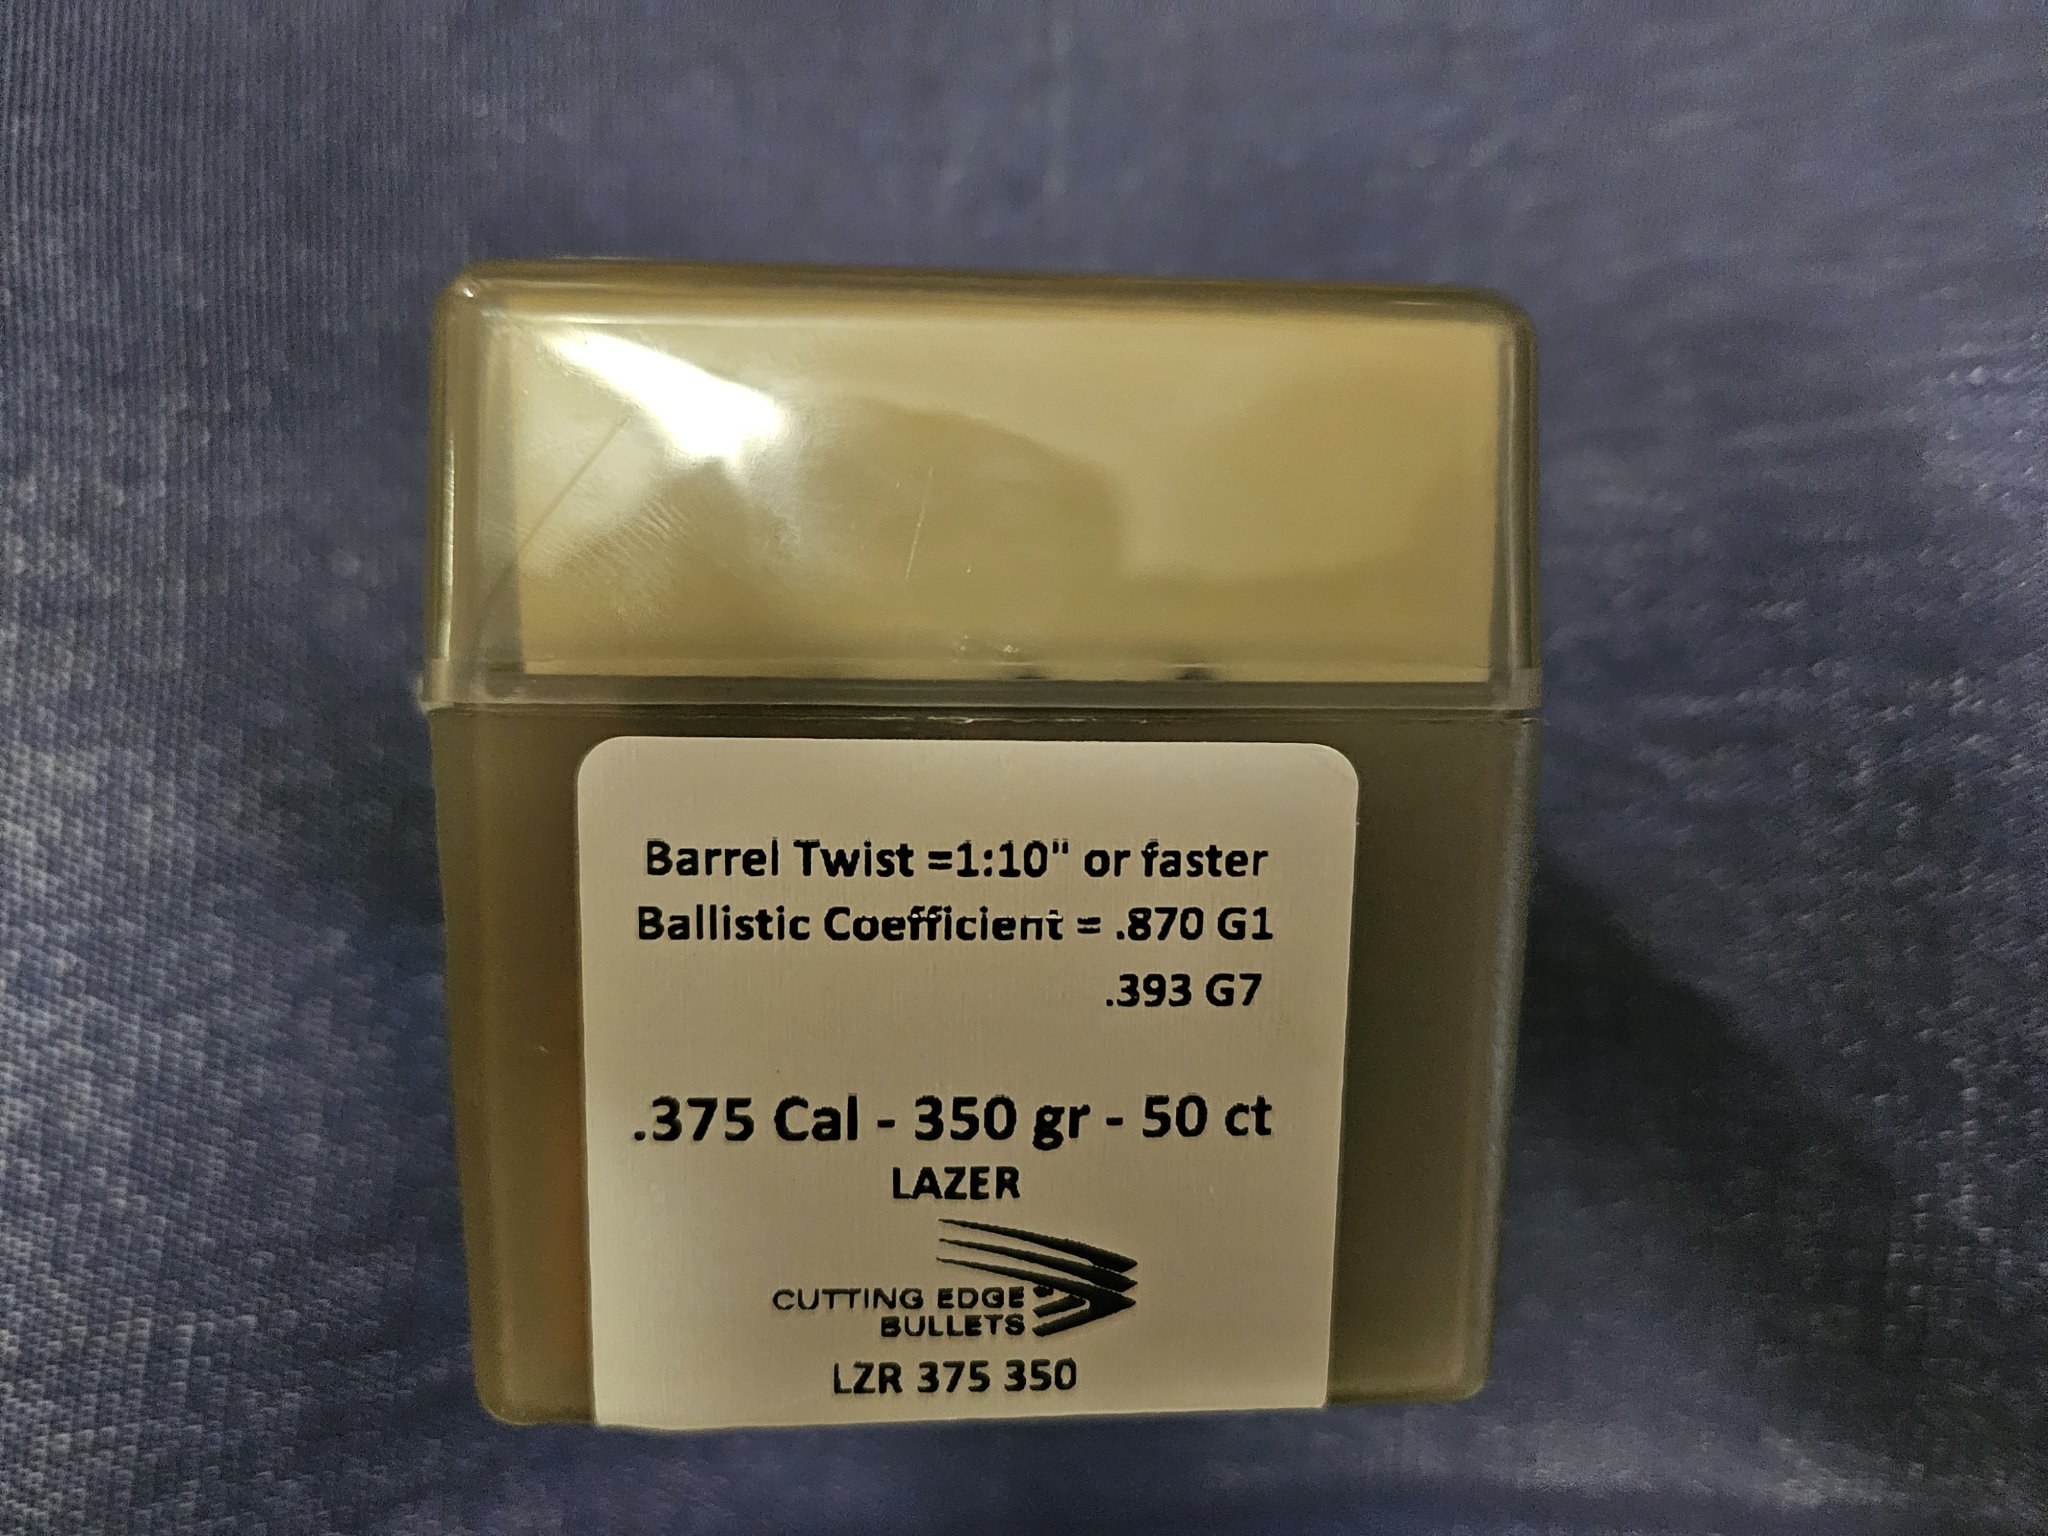 Barrel Twist =1:10" or faster
Ballistic Coefficient = .870 G1
.393 G7
.375 Cal - 350 gr - 50 ct
LAZER
CUTTING EDGE
BULLETS
LZR 375 350